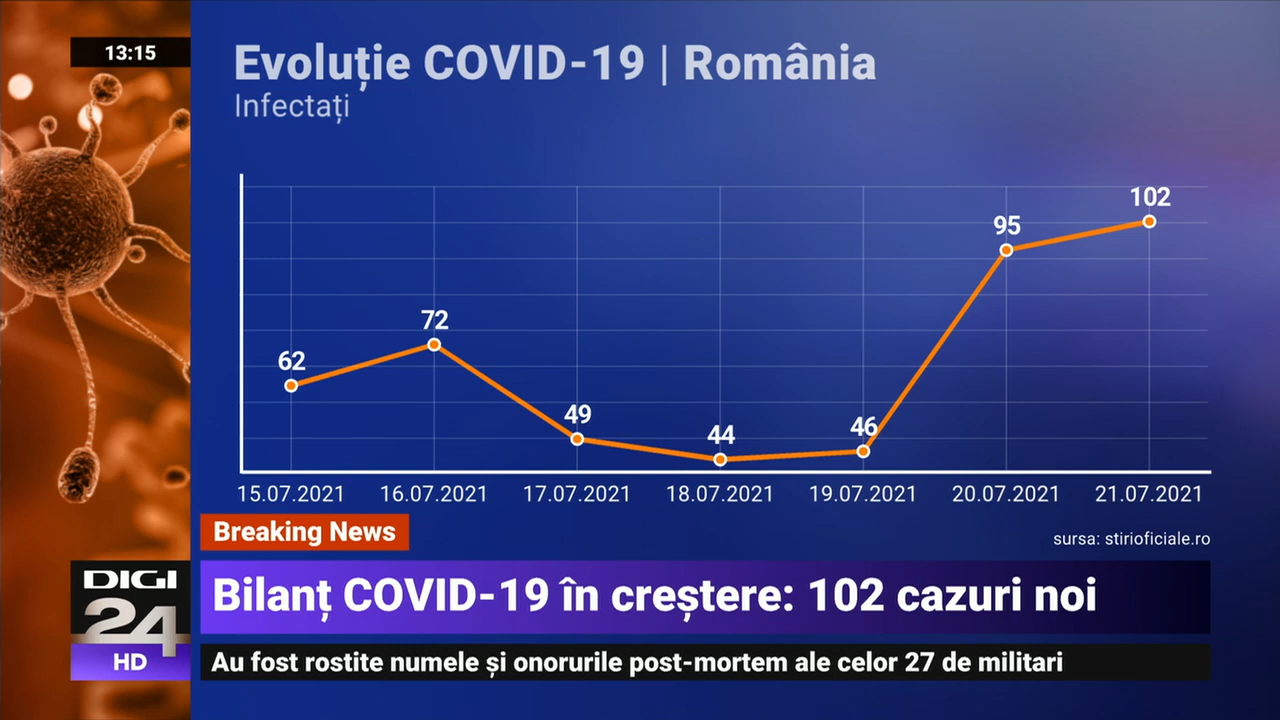 13:15
Evoluție COVID-19 | România
Infectați
62
72
49
44
46
95
102
15.07.2021 16.07.2021 17.07.2021 18.07.2021 19.07.2021 20.07.2021 21.07.2021
Breaking News
sursa: stirioficiale.ro
DIGI
24
HD
Bilanț COVID-19 în creștere: 102 cazuri noi
Au fost rostite numele și onorurile post-mortem ale celor 27 de militari